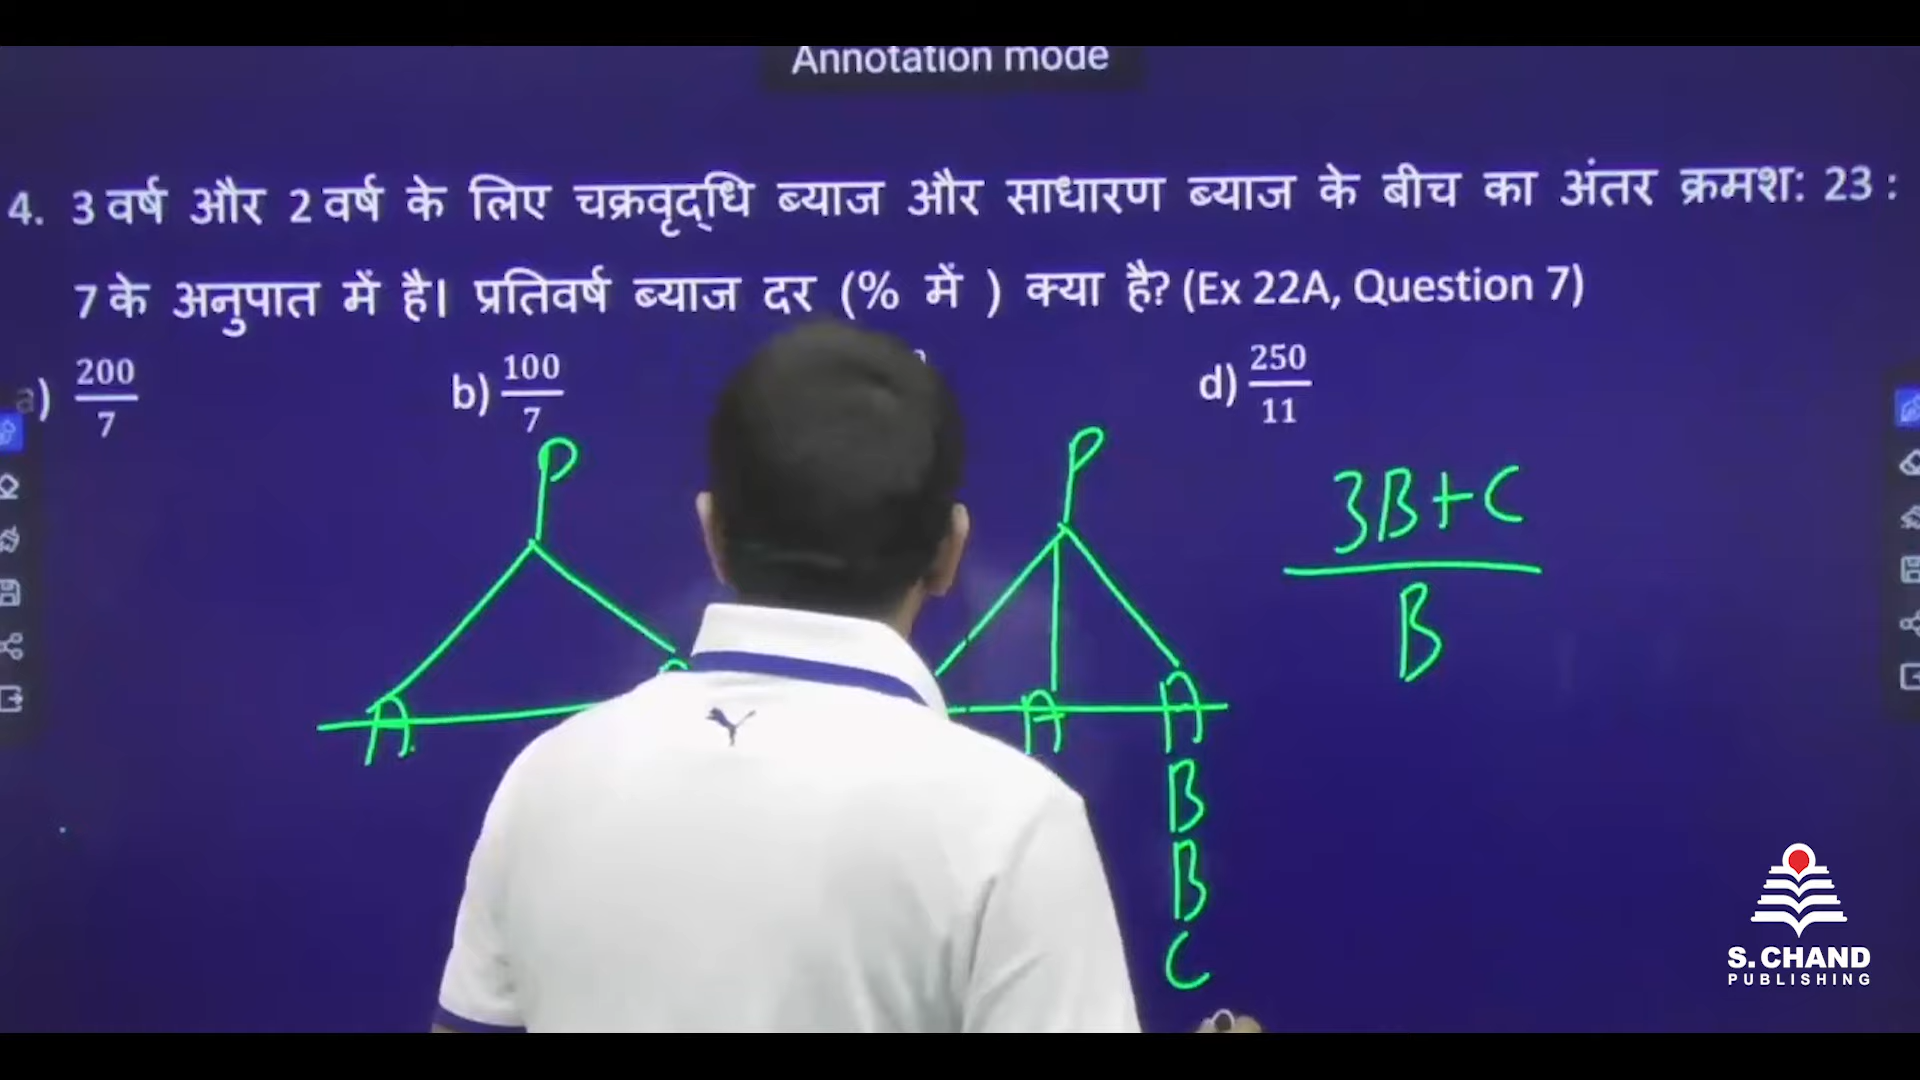 Annotation mode
4. 3 वर्ष और 2 वर्ष के लिए चक्रवृद्धि ब्याज और साधारण ब्याज के बीच का अंतर क्रमश: 23 :
7 के अनुपात में है। प्रतिवर्ष ब्याज दर (% में ) क्या है? (Ex 22A, Question 7)
a) 200/7 b) 100/7 d) 250/11
P P
3B+C
B
A A A
B
B
C
S. CHAND
PUBLISHING